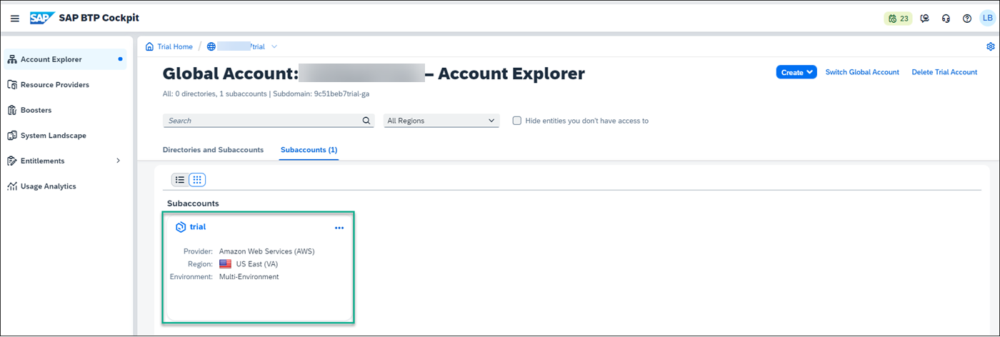 SAP SAP BTP Cockpit
23
LB
Account Explorer
Resource Providers
Boosters
System Landscape
Entitlements
Usage Analytics
Trial Home / trial
Global Account: – Account Explorer
Create
Switch Global Account
Delete Trial Account
All: 0 directories, 1 subaccounts | Subdomain: 9c51beb7trial-ga
Search
All Regions
Hide entities you don't have access to
Directories and Subaccounts
Subaccounts (1)
Subaccounts
trial
Provider: Amazon Web Services (AWS)
Region: US East (VA)
Environment: Multi-Environment